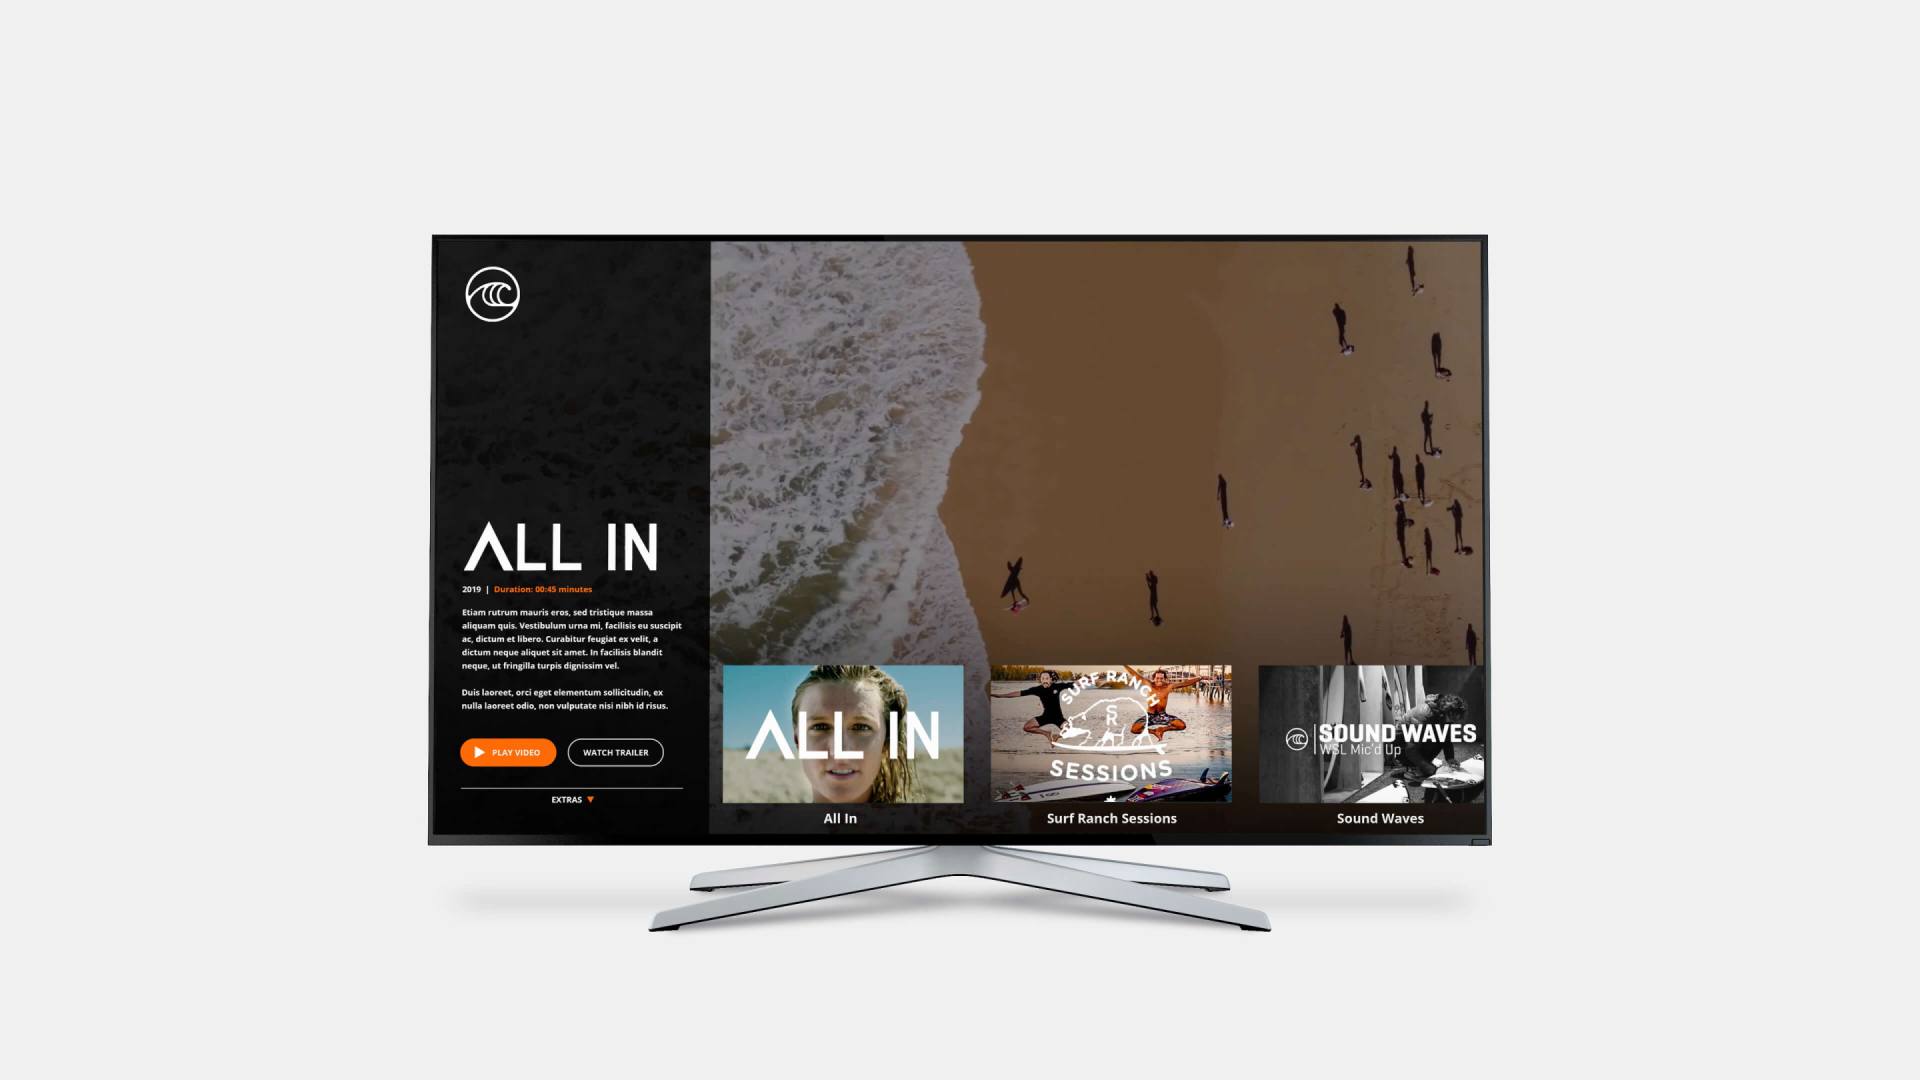 ALL IN
2019 | Duration: 00:45 minutes
Etiam rutrum mauris eros, sed tristique massa
aliquam quis. Vestibulum urna mi, facilisis eu suscipit
ac, dictum et libero. Curabitur feugiat ex velit, a
dictum neque aliquet sit amet. In facilisis blandit
neque, ut fringilla turpis dignissim vel.
Duis laoreet, orci eget elementum sollicitudin, ex
nulla laoreet odio, non vulputate nisi nibh id risus.
PLAY VIDEO
WATCH TRAILER
EXTRAS
ALL IN
All In
SURF RANCH
SR
SESSIONS
Surf Ranch Sessions
SOUND WAVES
WSL Mic'd Up
Sound Waves